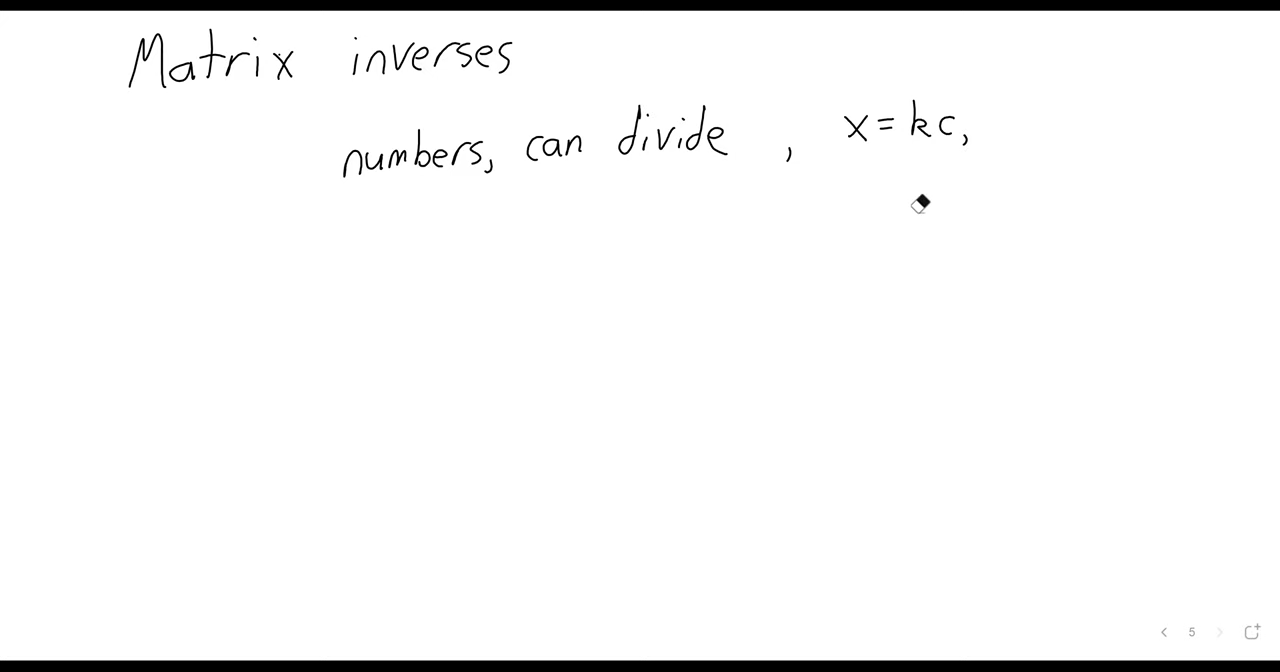 Matrix inverses
numbers, can divide , x = kc,
5